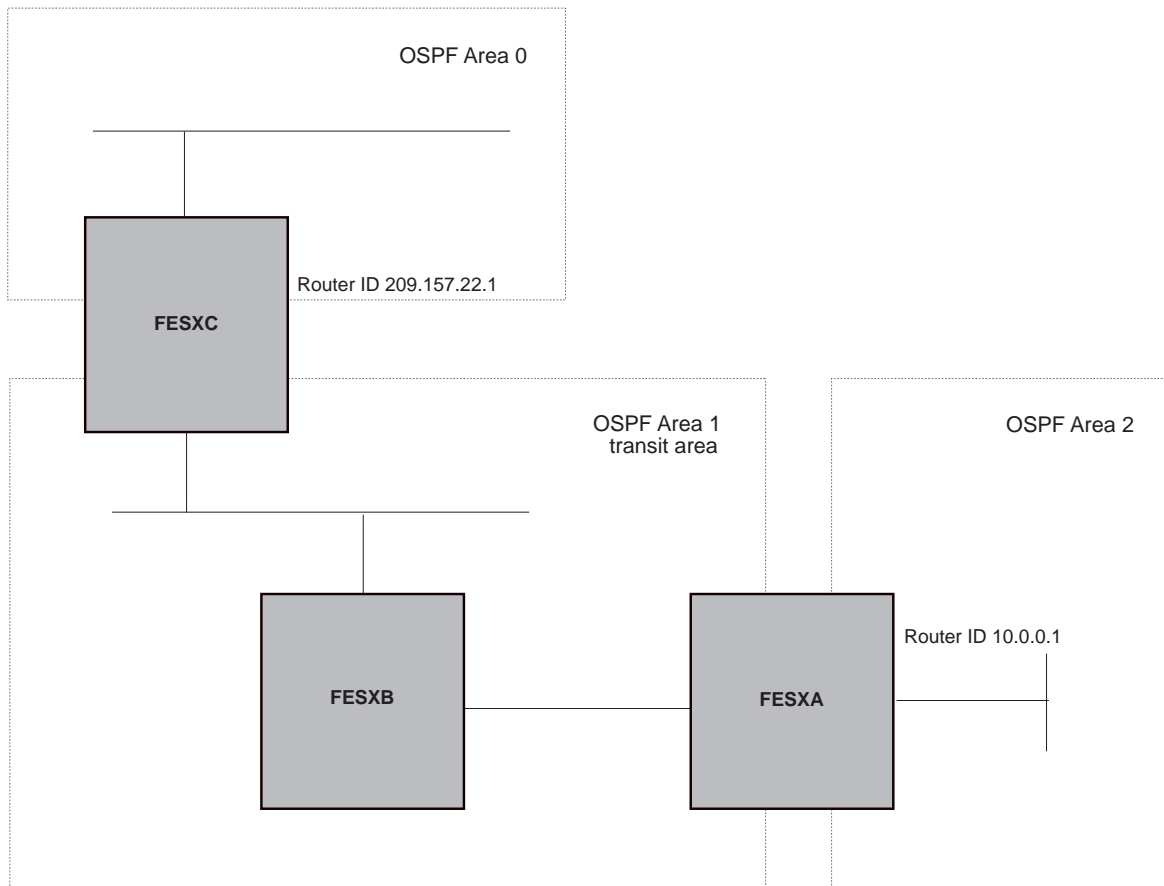 OSPF Area 0
Router ID 209.157.22.1
FESXC
OSPF Area 1
transit area
OSPF Area 2
Router ID 10.0.0.1
FESXB
FESXA